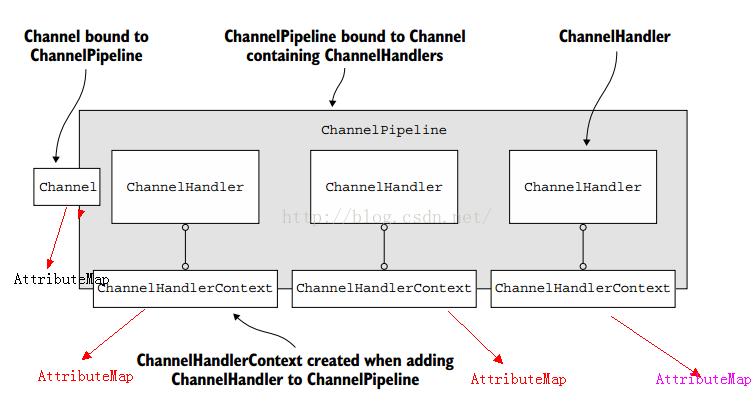 Channel bound to
ChannelPipeline
ChannelPipeline bound to Channel
containing ChannelHandlers
ChannelHandler
ChannelPipeline
Channel
ChannelHandler
ChannelHandler
ChannelHandler
http://blog.csdn.net/
AttributeMap
ChannelHandlerContext
ChannelHandlerContext
ChannelHandlerContext
ChannelHandlerContext created when adding
ChannelHandler to ChannelPipeline
AttributeMap
AttributeMap
AttributeMap